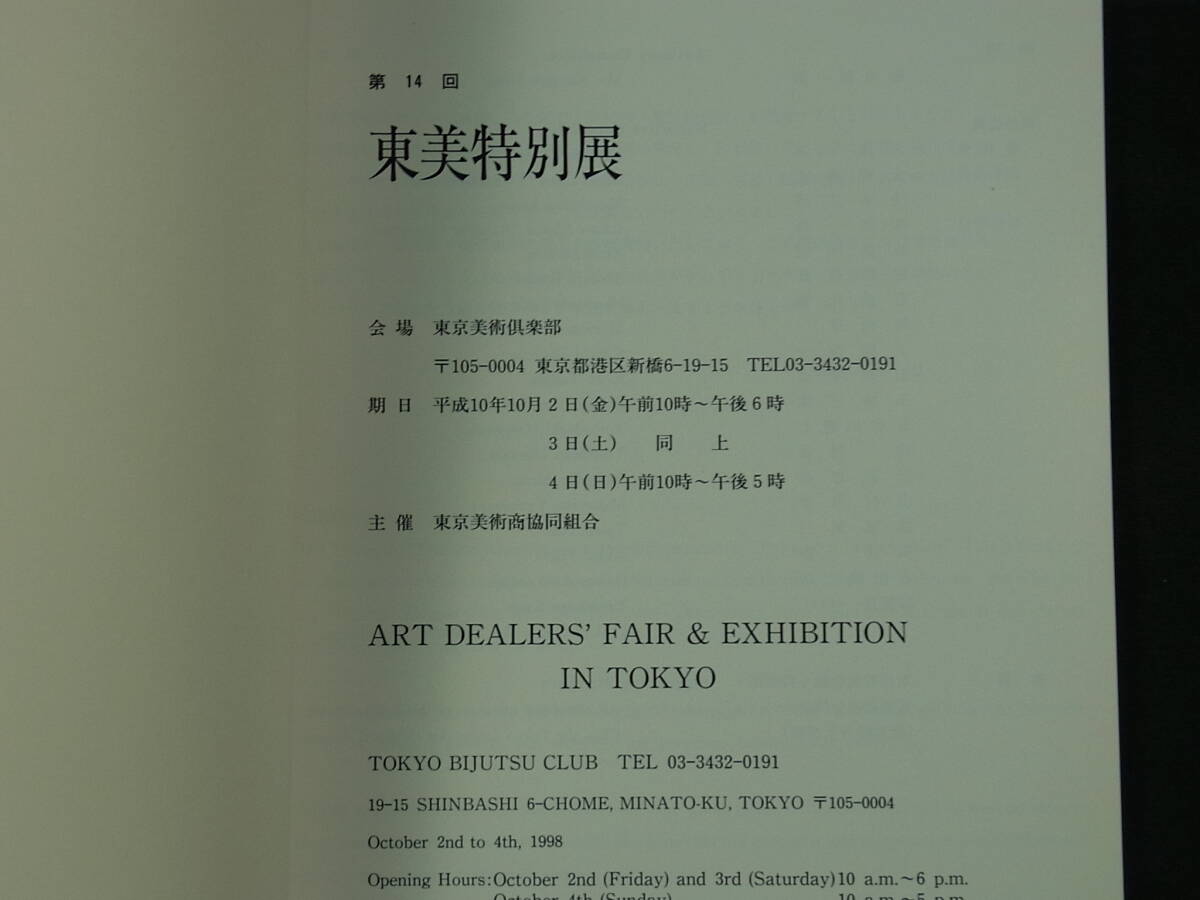 第 14 回
東美特別展
会 場 東京美術倶楽部
〒105-0004 東京都港区新橋6-19-15 TEL03-3432-0191
期 日 平成10年10月2日(金)午前10時〜午後6時
3日(土) 同 上
4日(日)午前10時〜午後5時
主 催 東京美術商協同組合
ART DEALERS' FAIR & EXHIBITION
IN TOKYO
TOKYO BIJUTSU CLUB TEL 03-3432-0191
19-15 SHINBASHI 6-CHOME, MINATO-KU, TOKYO 〒105-0004
October 2nd to 4th, 1998
Opening Hours:October 2nd (Friday) and 3rd (Saturday)10 a.m.〜6 p.m.
October 4th (Sunday) 10 a.m.〜5 p.m.